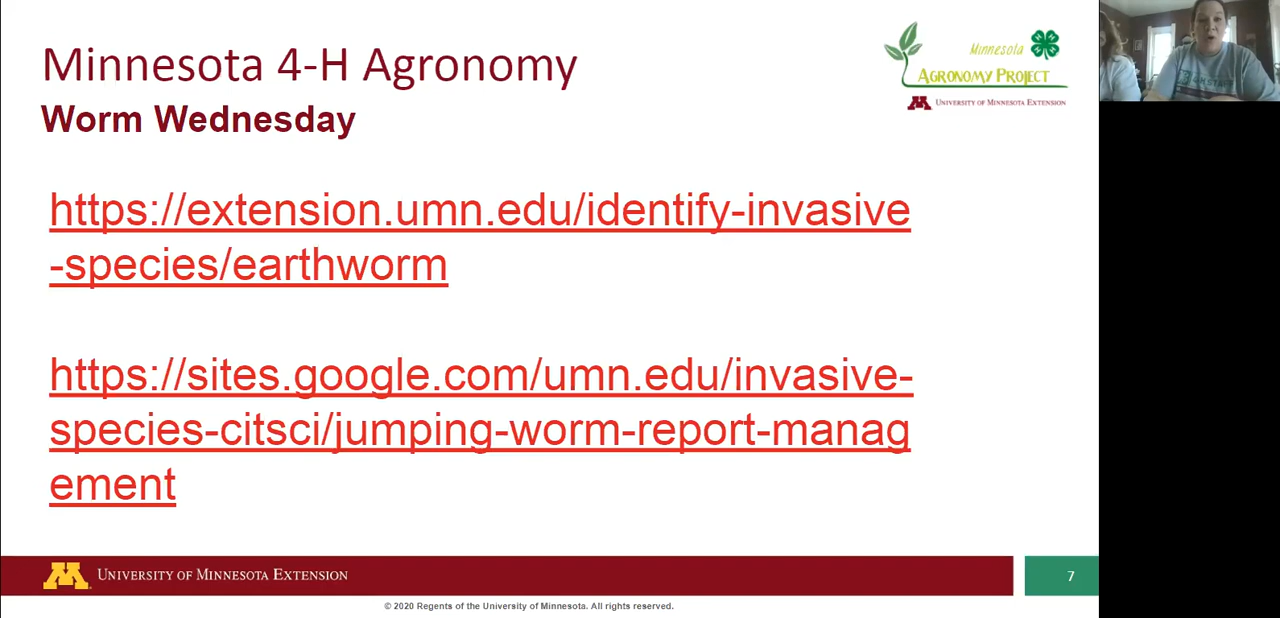 Minnesota 4-H Agronomy
Worm Wednesday
Minnesota
AGRONOMY PROJECT
UNIVERSITY OF MINNESOTA EXTENSION
https://extension.umn.edu/identify-invasive
-species/earthworm
https://sites.google.com/umn.edu/invasive-
species-citsci/jumping-worm-report-manag
ement
UNIVERSITY OF MINNESOTA EXTENSION
7
© 2020 Regents of the University of Minnesota. All rights reserved.